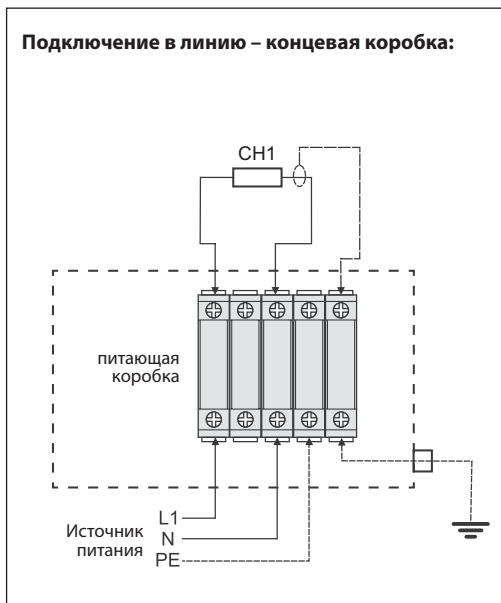 Подключение в линию – концевая коробка:
CH1
питающая
коробка
L1
Источник
питания
N
PE